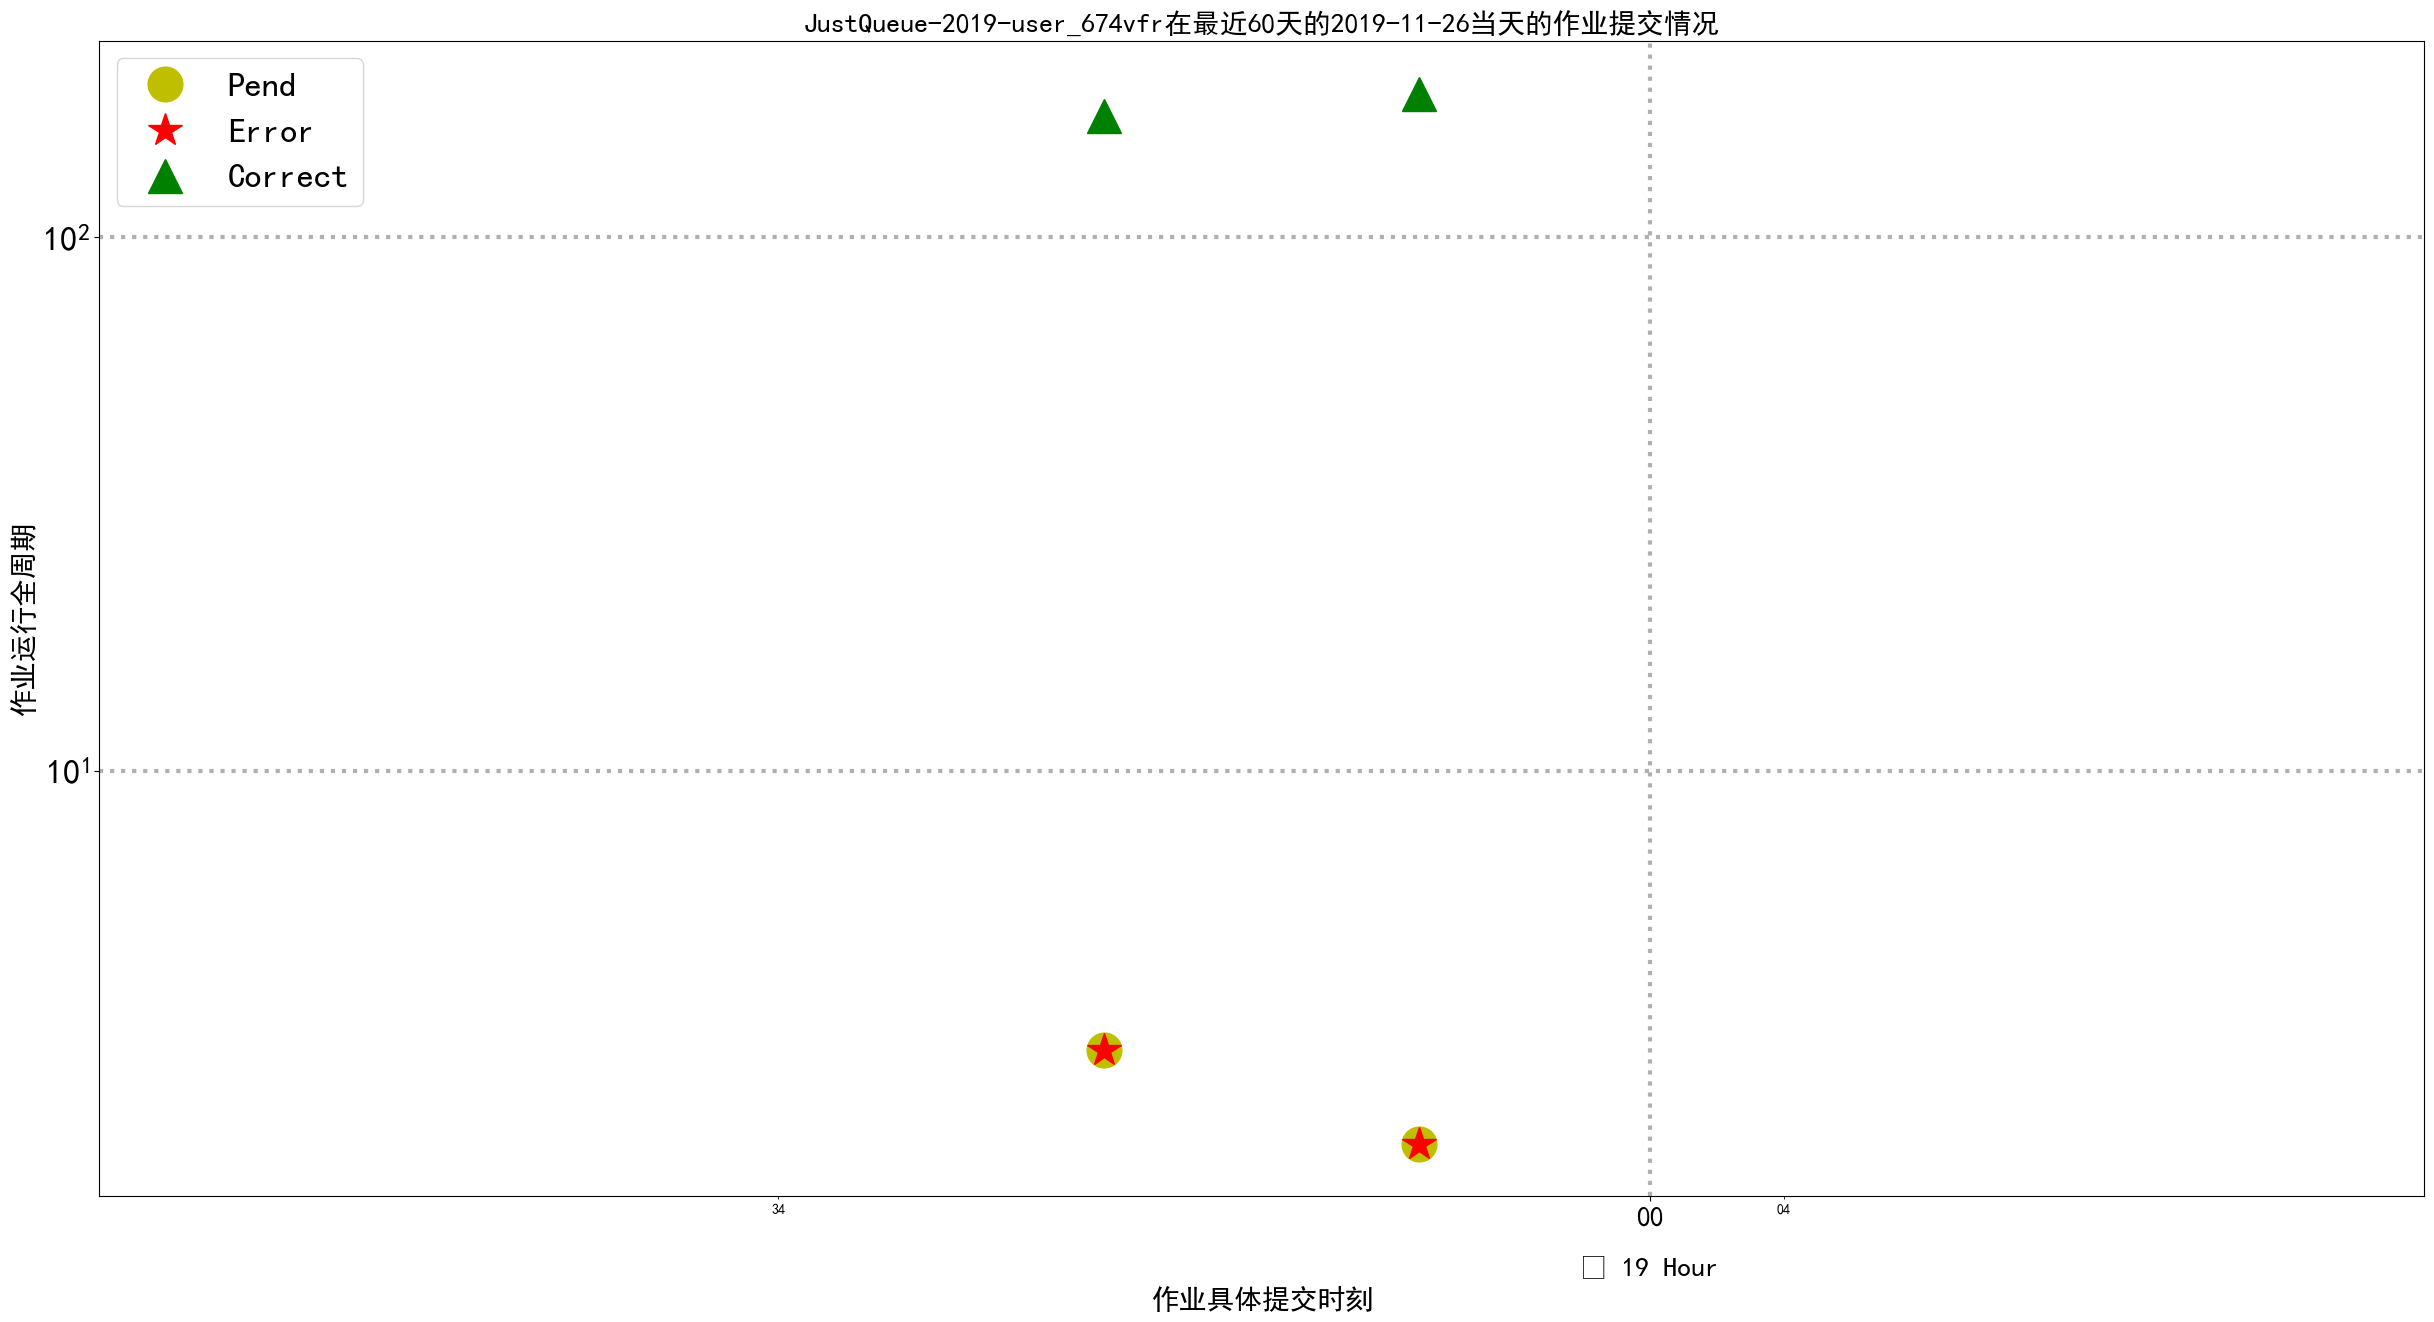 JustQueue-2019-user_674vfr在最近60天的2019-11-26当天的作业提交情况
Pend
Error
Correct
10²
10¹
作业运行全周期
34
00
04
□ 19 Hour
作业具体提交时刻